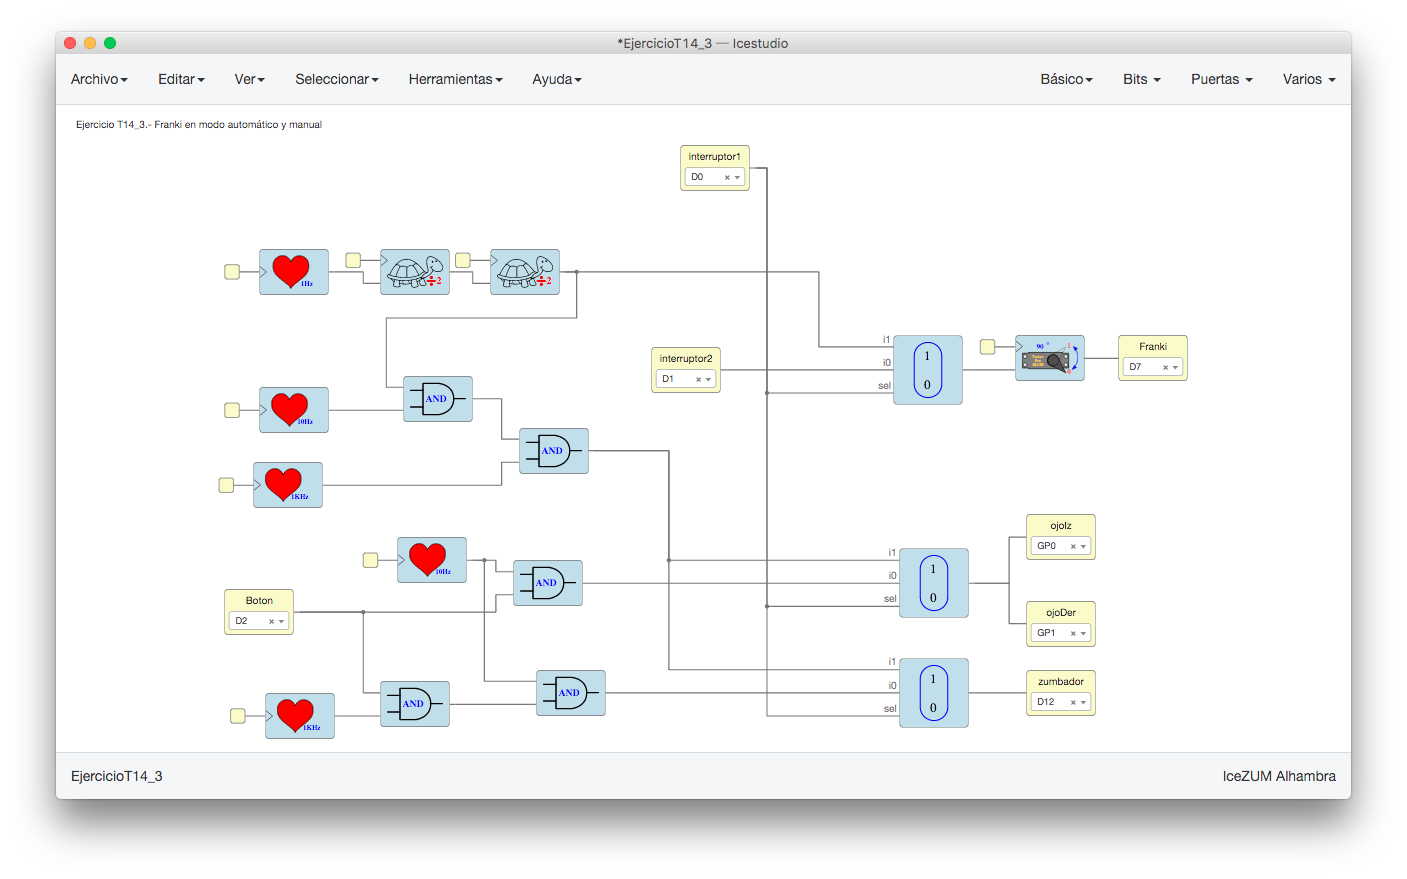 *EjercicioT14_3 — Icestudio
Archivo Editar Ver Seleccionar Herramientas Ayuda Básico Bits Puertas Varios
Ejercicio T14_3.- Franki en modo automático y manual
interruptor1
D0
1Hz
÷2
÷2
interruptor2
D1
i1
i0
sel
1
0
90 °
1
0
Franki
D7
10Hz
AND
AND
1KHz
10Hz
AND
Boton
D2
i1
i0
sel
1
0
ojoIz
GP0
ojoDer
GP1
1KHz
AND
AND
i1
i0
sel
1
0
zumbador
D12
EjercicioT14_3
IceZUM Alhambra